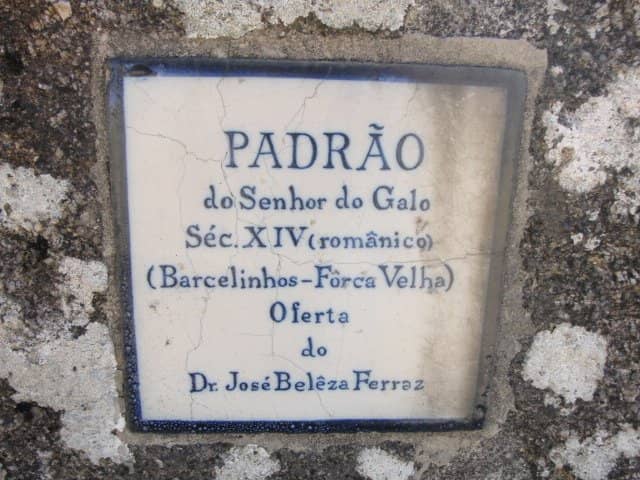 PADRÃO
do Senhor do Galo
Séc. XIV (românico)
(Barcelinhos-Fôrca Velha)
Oferta
do
Dr. José Belêza Ferraz